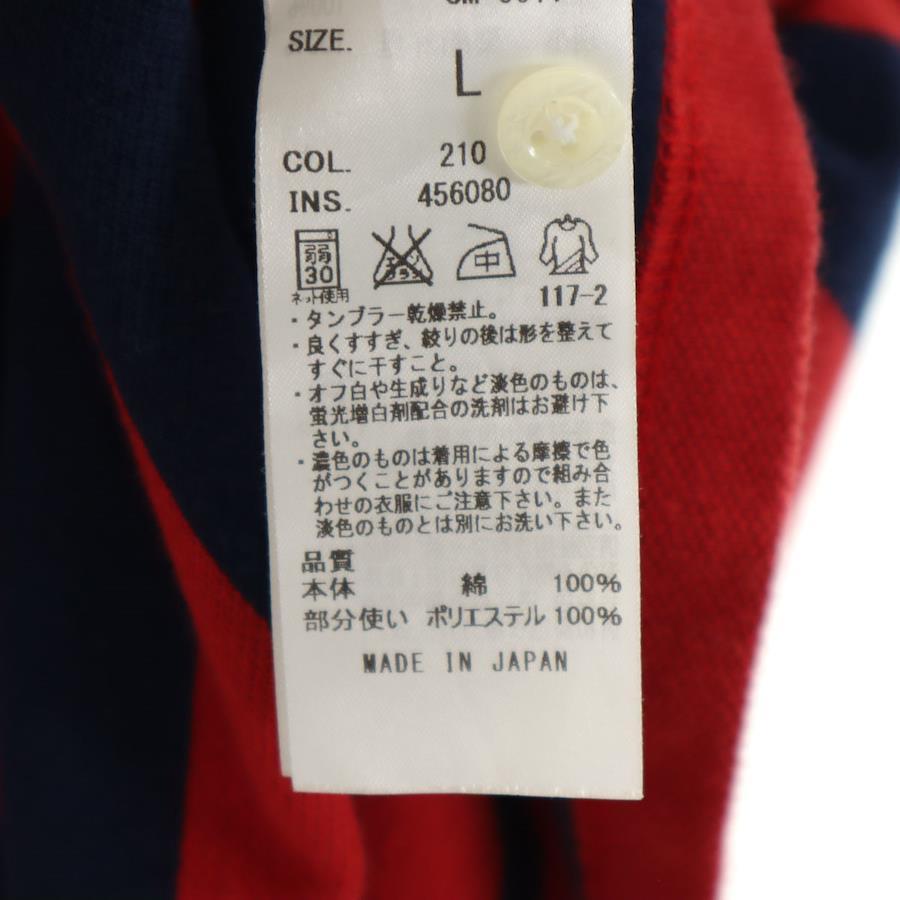 SIZE.
L
COL. 210
INS. 456080
弱
30
エンソ
サラシ
中
ネット使用
117-2
・タンブラー乾燥禁止。
・良くすすぎ、絞りの後は形を整えて
すぐに干すこと。
・オフ白や生成りなど淡色のものは、
蛍光増白剤配合の洗剤はお避け下
さい。
・濃色のものは着用による摩擦で色
がつくことがありますので組み合
わせの衣服にご注意下さい。また
淡色のものとは別にお洗い下さい。
品質
本体 綿 100%
部分使い ポリエステル 100%
MADE IN JAPAN